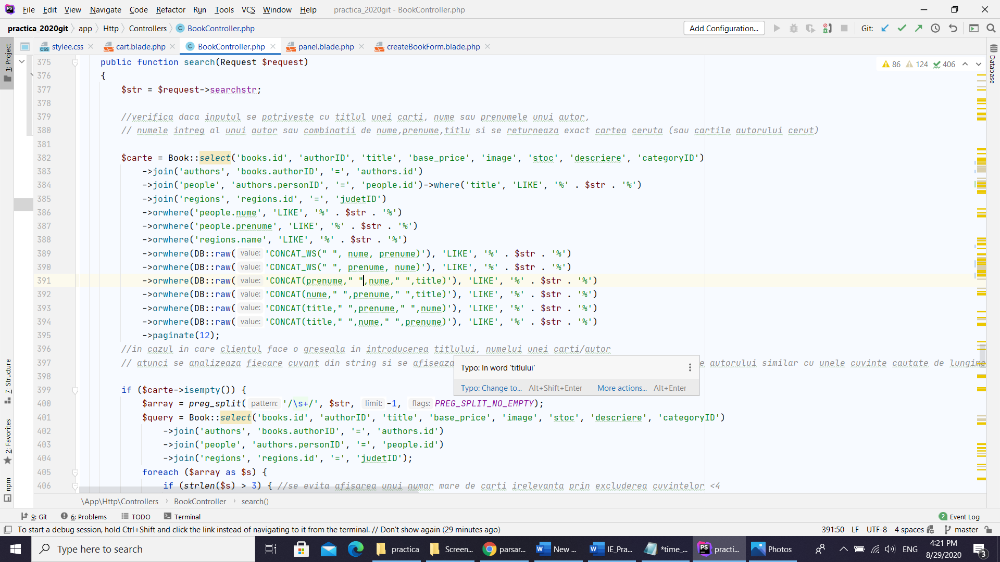 File Edit View Navigate Code Refactor Run Tools VCS Window Help practica_2020git - BookController.php
practica_2020git app Http Controllers BookController.php Add Configuration... Git:
stylee.css cart.blade.php BookController.php panel.blade.php createBookForm.blade.php
1: Project
Database
86 124 406
375 public function search(Request $request)
376 {
377 $str = $request->searchstr;
378
379 //verifica daca inputul se potriveste cu titlul unei carti, nume sau prenumele unui autor,
380 // numele intreg al unui autor sau combinatii de nume,prenume,titlu si se returneaza exact cartea ceruta (sau cartile autorului cerut)
381
382 $carte = Book::select('books.id', 'authorID', 'title', 'base_price', 'image', 'stoc', 'descriere', 'categoryID')
383 ->join('authors', 'books.authorID', '=', 'authors.id')
384 ->join('people', 'authors.personID', '=', 'people.id')->where('title', 'LIKE', '%' . $str . '%')
385 ->join('regions', 'regions.id', '=', 'judetID')
386 ->orwhere('people.nume', 'LIKE', '%' . $str . '%')
387 ->orwhere('people.prenume', 'LIKE', '%' . $str . '%')
388 ->orwhere('regions.name', 'LIKE', '%' . $str . '%')
389 ->orwhere(DB::raw( value: 'CONCAT_WS(" ", nume, prenume)'), 'LIKE', '%' . $str . '%')
390 ->orwhere(DB::raw( value: 'CONCAT_WS(" ", prenume, nume)'), 'LIKE', '%' . $str . '%')
391 ->orwhere(DB::raw( value: 'CONCAT(prenume," ",nume," ",title)'), 'LIKE', '%' . $str . '%')
392 ->orwhere(DB::raw( value: 'CONCAT(nume," ",prenume," ",title)'), 'LIKE', '%' . $str . '%')
393 ->orwhere(DB::raw( value: 'CONCAT(title," ",prenume," ",nume)'), 'LIKE', '%' . $str . '%')
394 ->orwhere(DB::raw( value: 'CONCAT(title," ",nume," ",prenume)'), 'LIKE', '%' . $str . '%')
395 ->paginate(12);
396 //in cazul in care clientul face o greseala in introducerea titlului, numelui unei carti/autor
397 // atunci se analizeaza fiecare cuvant din string si se afiseaza autorului similar cu unele cuvinte cautate de lungime
Typo: In word 'titlului'
Typo: Change to... Alt+Shift+Enter More actions... Alt+Enter
398
399 if ($carte->isempty()) {
400 $array = preg_split( pattern: '/\s+/', $str, limit: -1, flags: PREG_SPLIT_NO_EMPTY);
401 $query = Book::select('books.id', 'authorID', 'title', 'base_price', 'image', 'stoc', 'descriere', 'categoryID')
402 ->join('authors', 'books.authorID', '=', 'authors.id')
403 ->join('people', 'authors.personID', '=', 'people.id')
404 ->join('regions', 'regions.id', '=', 'judetID');
405 foreach ($array as $s) {
406 if (strlen($s) > 3) { //se evita afisarea unui numar mare de carti irelevanta prin excluderea cuvintelor <4
7: Structure
2: Favorites
npm
\App\Http\Controllers BookController search()
9: Git 6: Problems TODO Terminal 2 Event Log
To start a debug session, hold Ctrl+Shift and click the link instead of navigating to it from the terminal. // Don't show again (29 minutes ago) 391:50 LF UTF-8 4 spaces master
Type here to search practica Screen... parsar... New ... IE_Pra... *time_... practi... Photos ENG 4:21 PM
8/29/2020 3